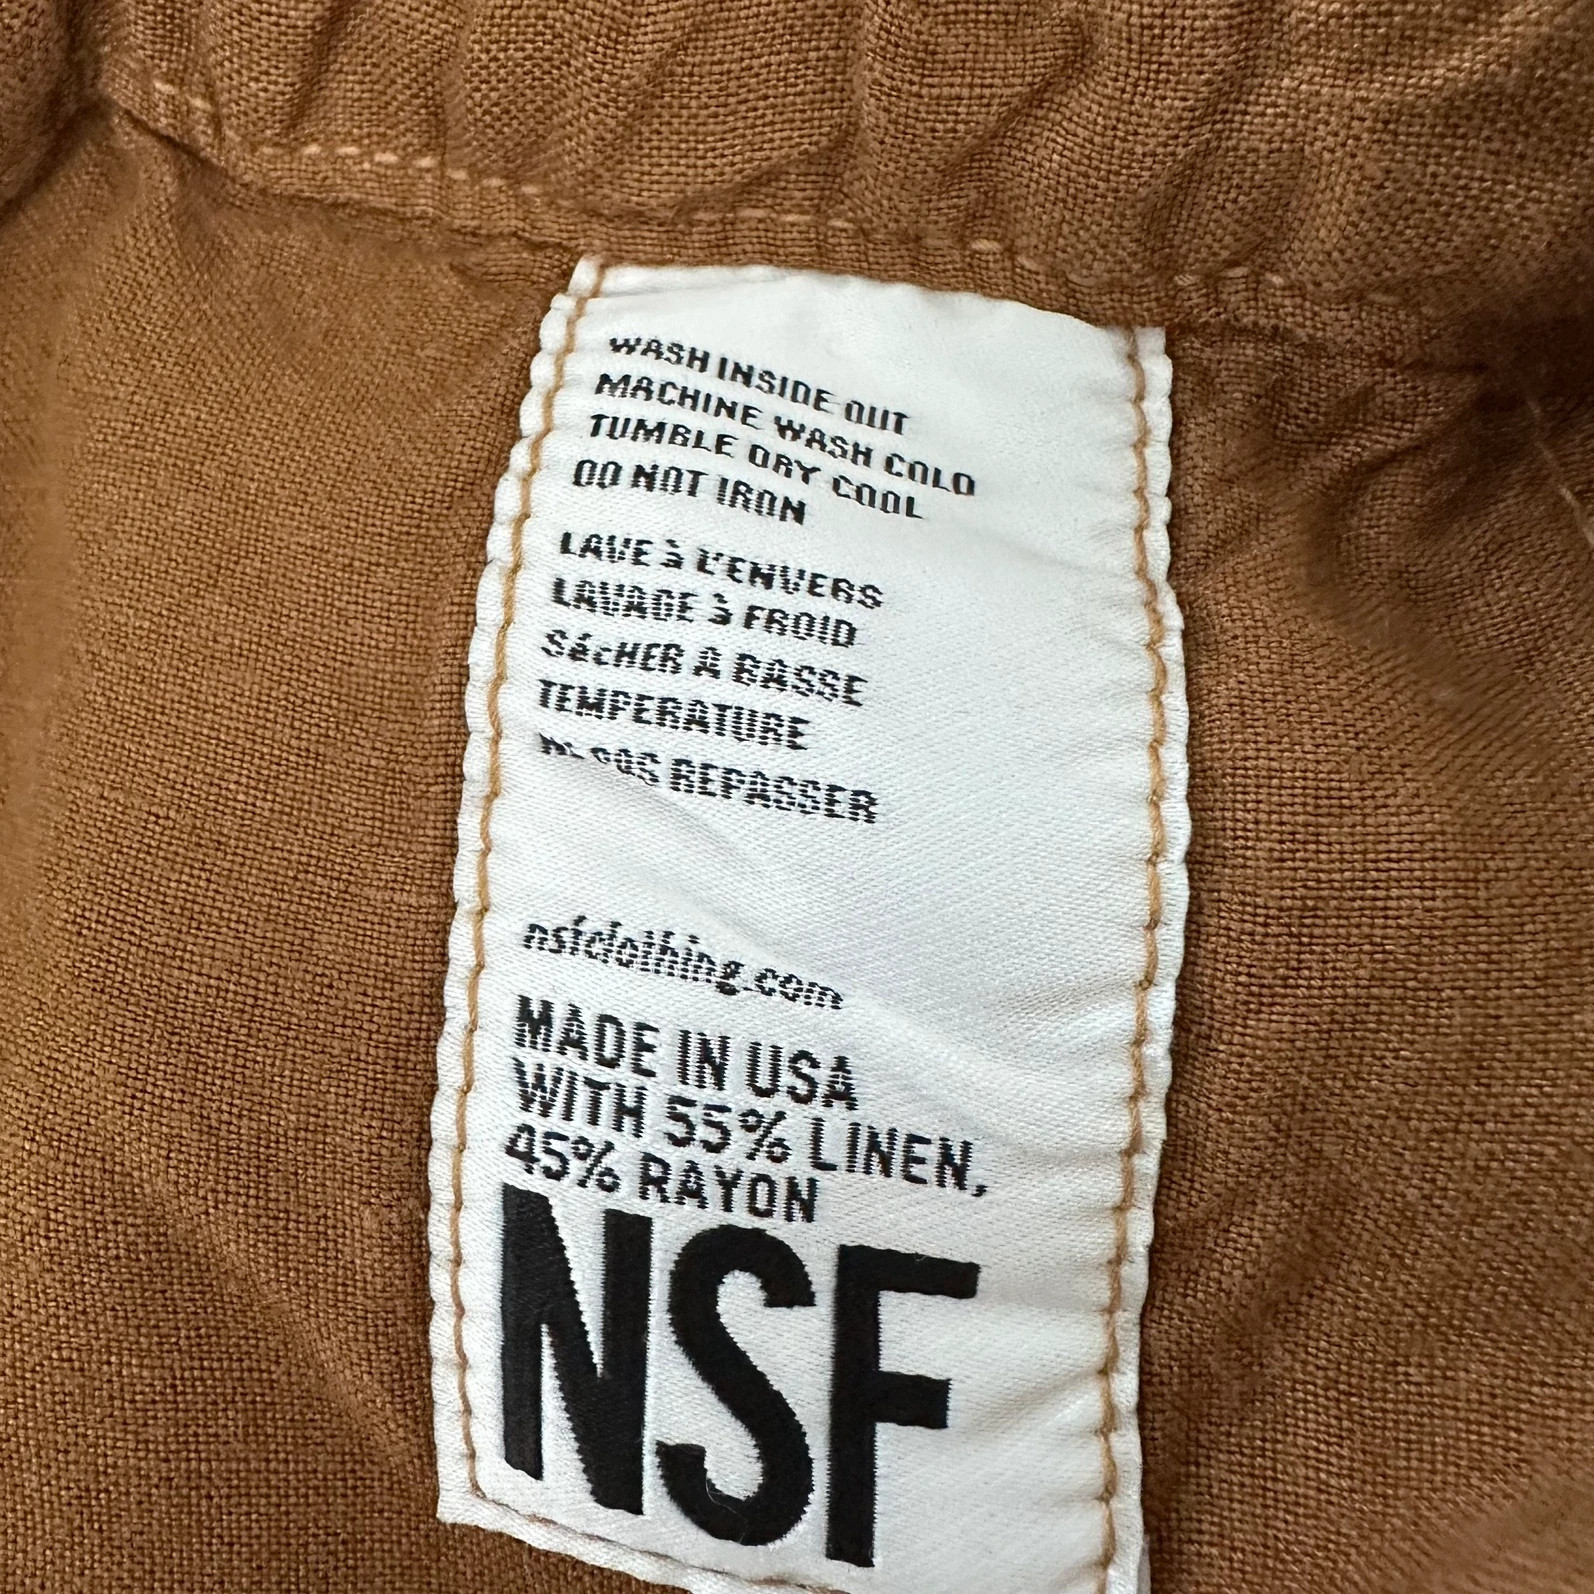 WASH INSIDE OUT
MACHINE WASH COLD
TUMBLE DRY COOL
DO NOT IRON
LAVE à L'ENVERS
LAVAGE à FROID
SécHER A BASSE
TEMPERATURE
REPASSER
nsfclothing.com
MADE IN USA
WITH 55% LINEN,
45% RAYON
NSF